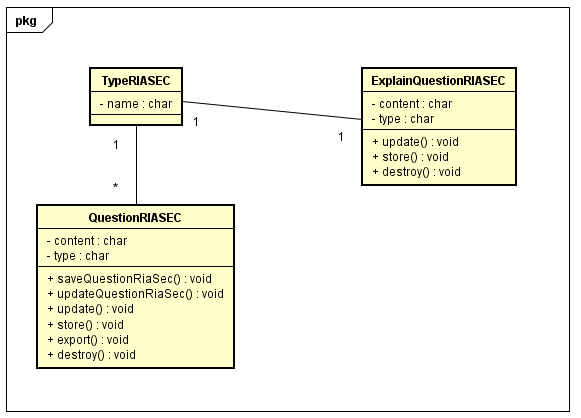 pkg
TypeRIASEC
- name : char
ExplainQuestionRIASEC
- content : char
- type : char
+ update() : void
+ store() : void
+ destroy() : void
1
1
1
*
QuestionRIASEC
- content : char
- type : char
+ saveQuestionRiaSec() : void
+ updateQuestionRiaSec() : void
+ update() : void
+ store() : void
+ export() : void
+ destroy() : void